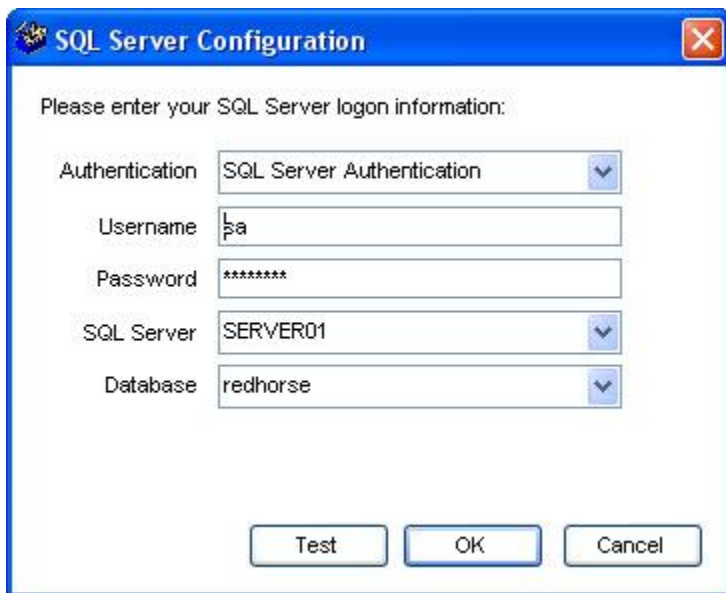 SQL Server Configuration
Please enter your SQL Server logon information:
Authentication SQL Server Authentication
Username sa
Password ********
SQL Server SERVER01
Database redhorse
Test OK Cancel